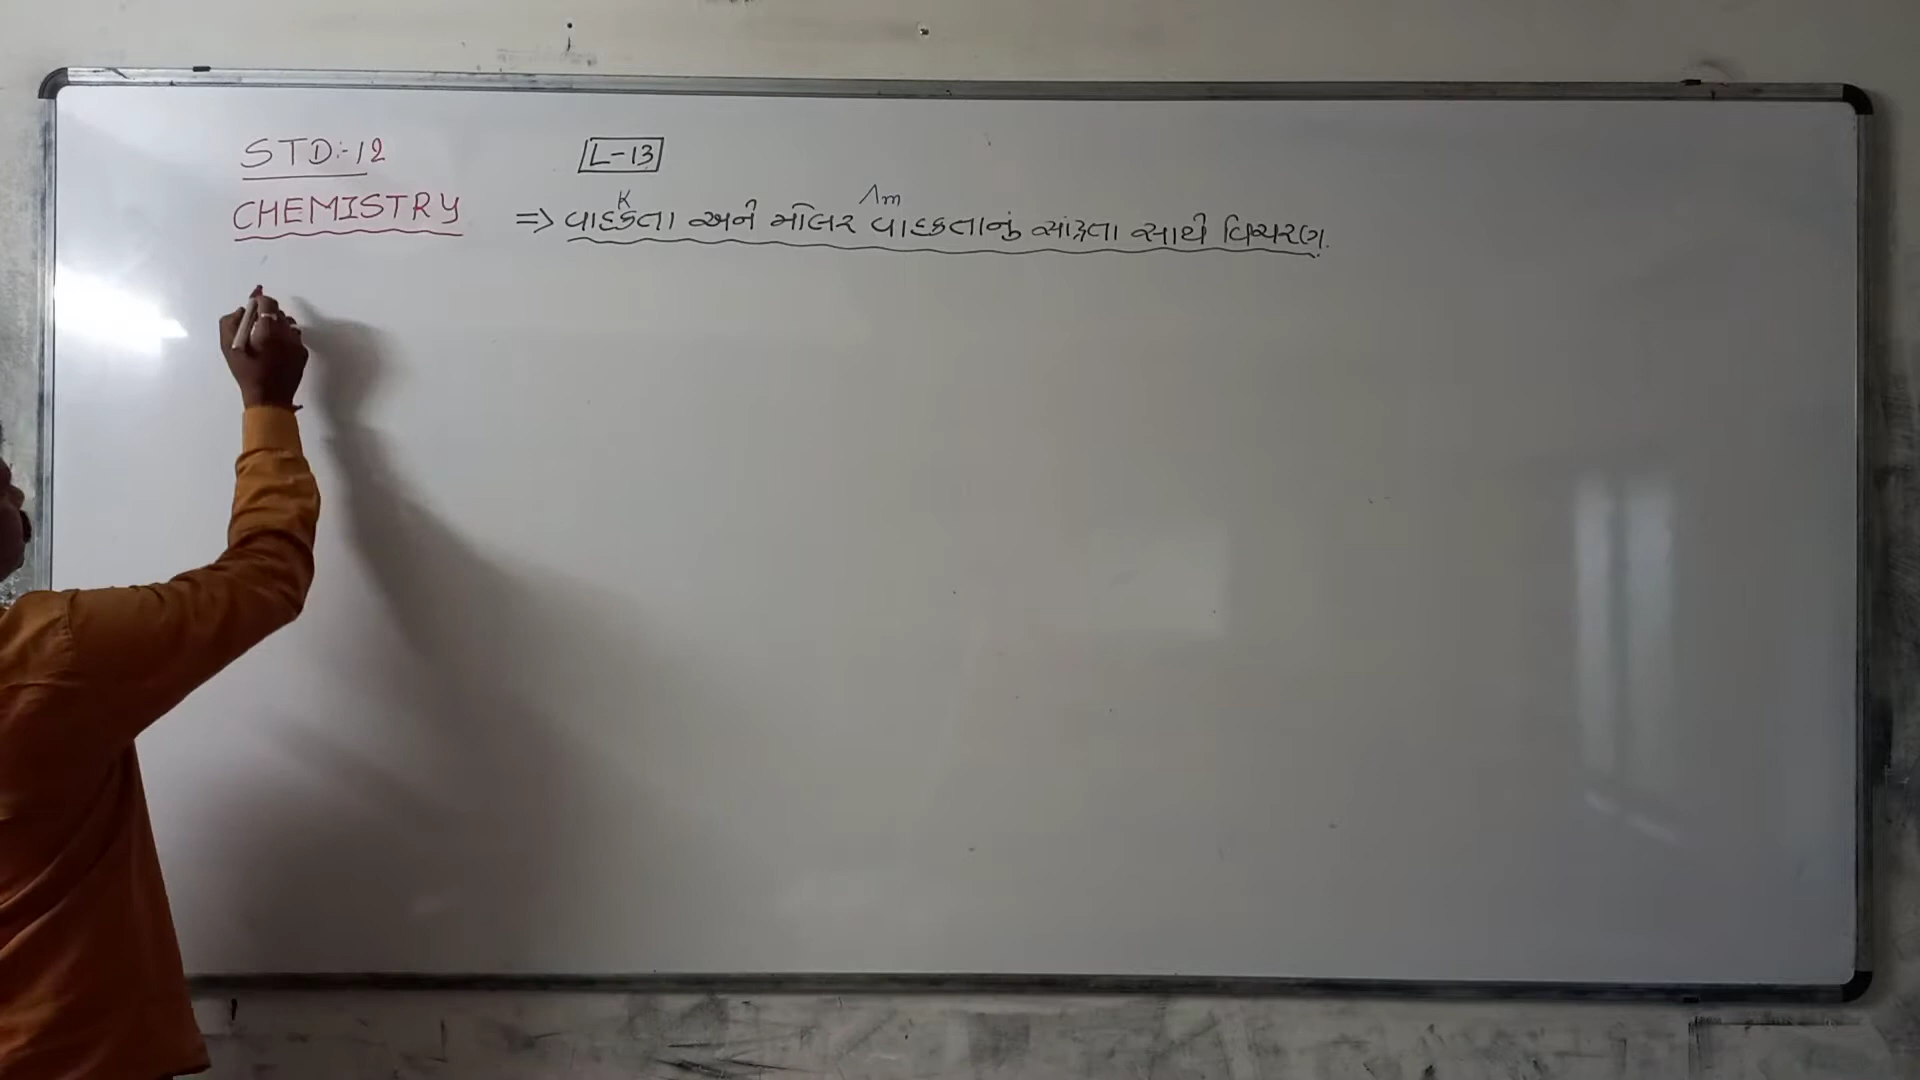 STD:-12
L-13
CHEMISTRY
K Λm
⇒ વાહકતા અને મોલર વાહકતાનું સાંદ્રતા સાથે વિચરણ.